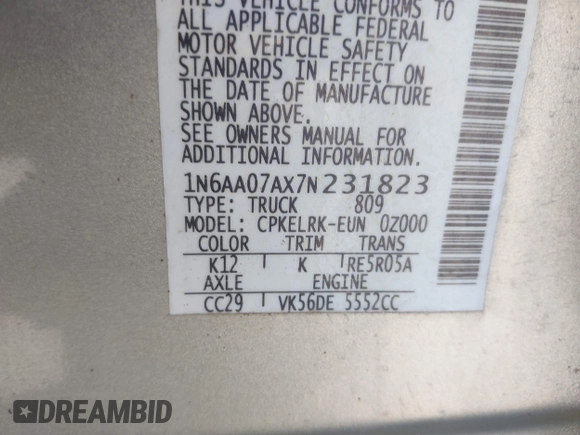 THIS VEHICLE CONFORMS TO
ALL APPLICABLE FEDERAL
MOTOR VEHICLE SAFETY
STANDARDS IN EFFECT ON
THE DATE OF MANUFACTURE
SHOWN ABOVE.
SEE OWNERS MANUAL FOR
ADDITIONAL INFORMATION.
1N6AA07AX7N231823
TYPE: TRUCK 809
MODEL: CPKELRK-EUN 0Z000
COLOR TRIM TRANS
K12 K RE5R05A
AXLE ENGINE
CC29 VK56DE 5552CC
DREAMBID